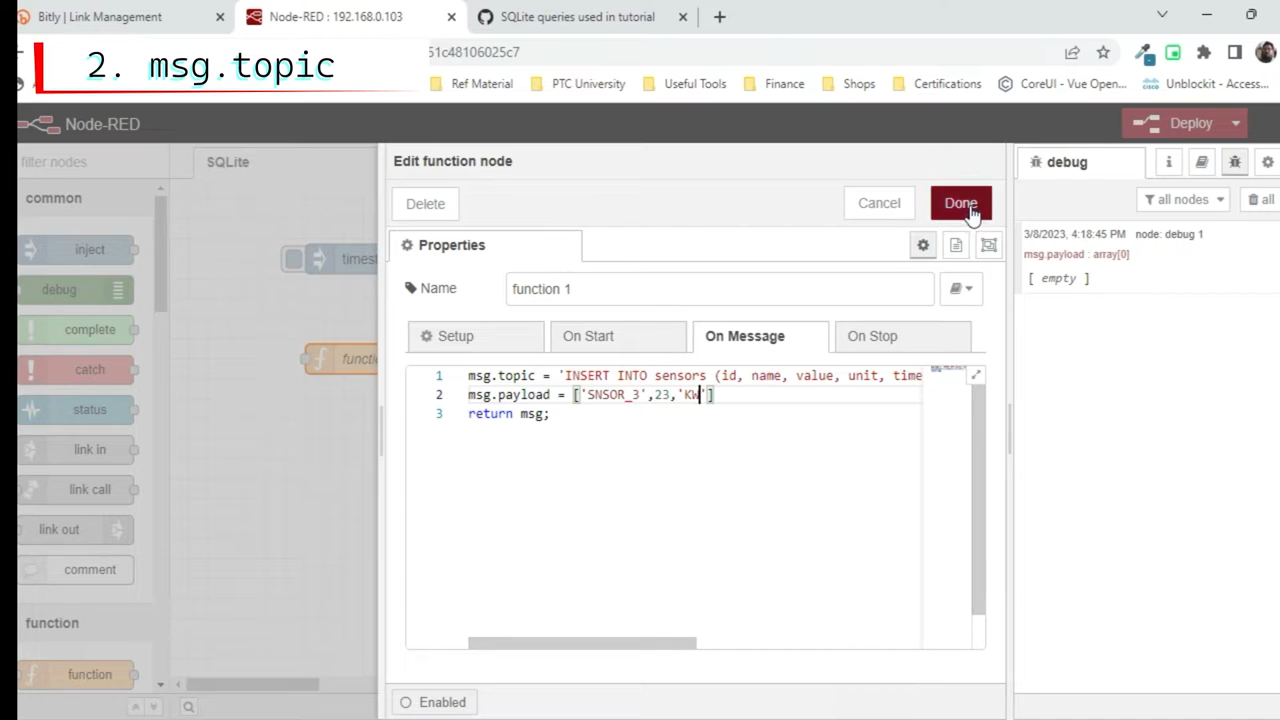 Bitly | Link Management
Node-RED : 192.168.0.103
SQLite queries used in tutorial
2. msg.topic
51c48106025c7
Ref Material
PTC University
Useful Tools
Finance
Shops
Certifications
CoreUI - Vue Open...
Unblockit - Access...
Node-RED
Deploy
filter nodes
SQLite
Edit function node
debug
common
Delete
Cancel
Done
all nodes
all
inject
timest
Properties
3/8/2023, 4:18:45 PM node: debug 1
msg.payload : array[0]
[ empty ]
debug
Name
function 1
complete
Setup
On Start
On Message
On Stop
catch
functio
1 msg.topic = 'INSERT INTO sensors (id, name, value, unit, time
2 msg.payload = ['SNSOR_3',23,'KW']
3 return msg;
status
link in
link call
link out
comment
function
function
Enabled